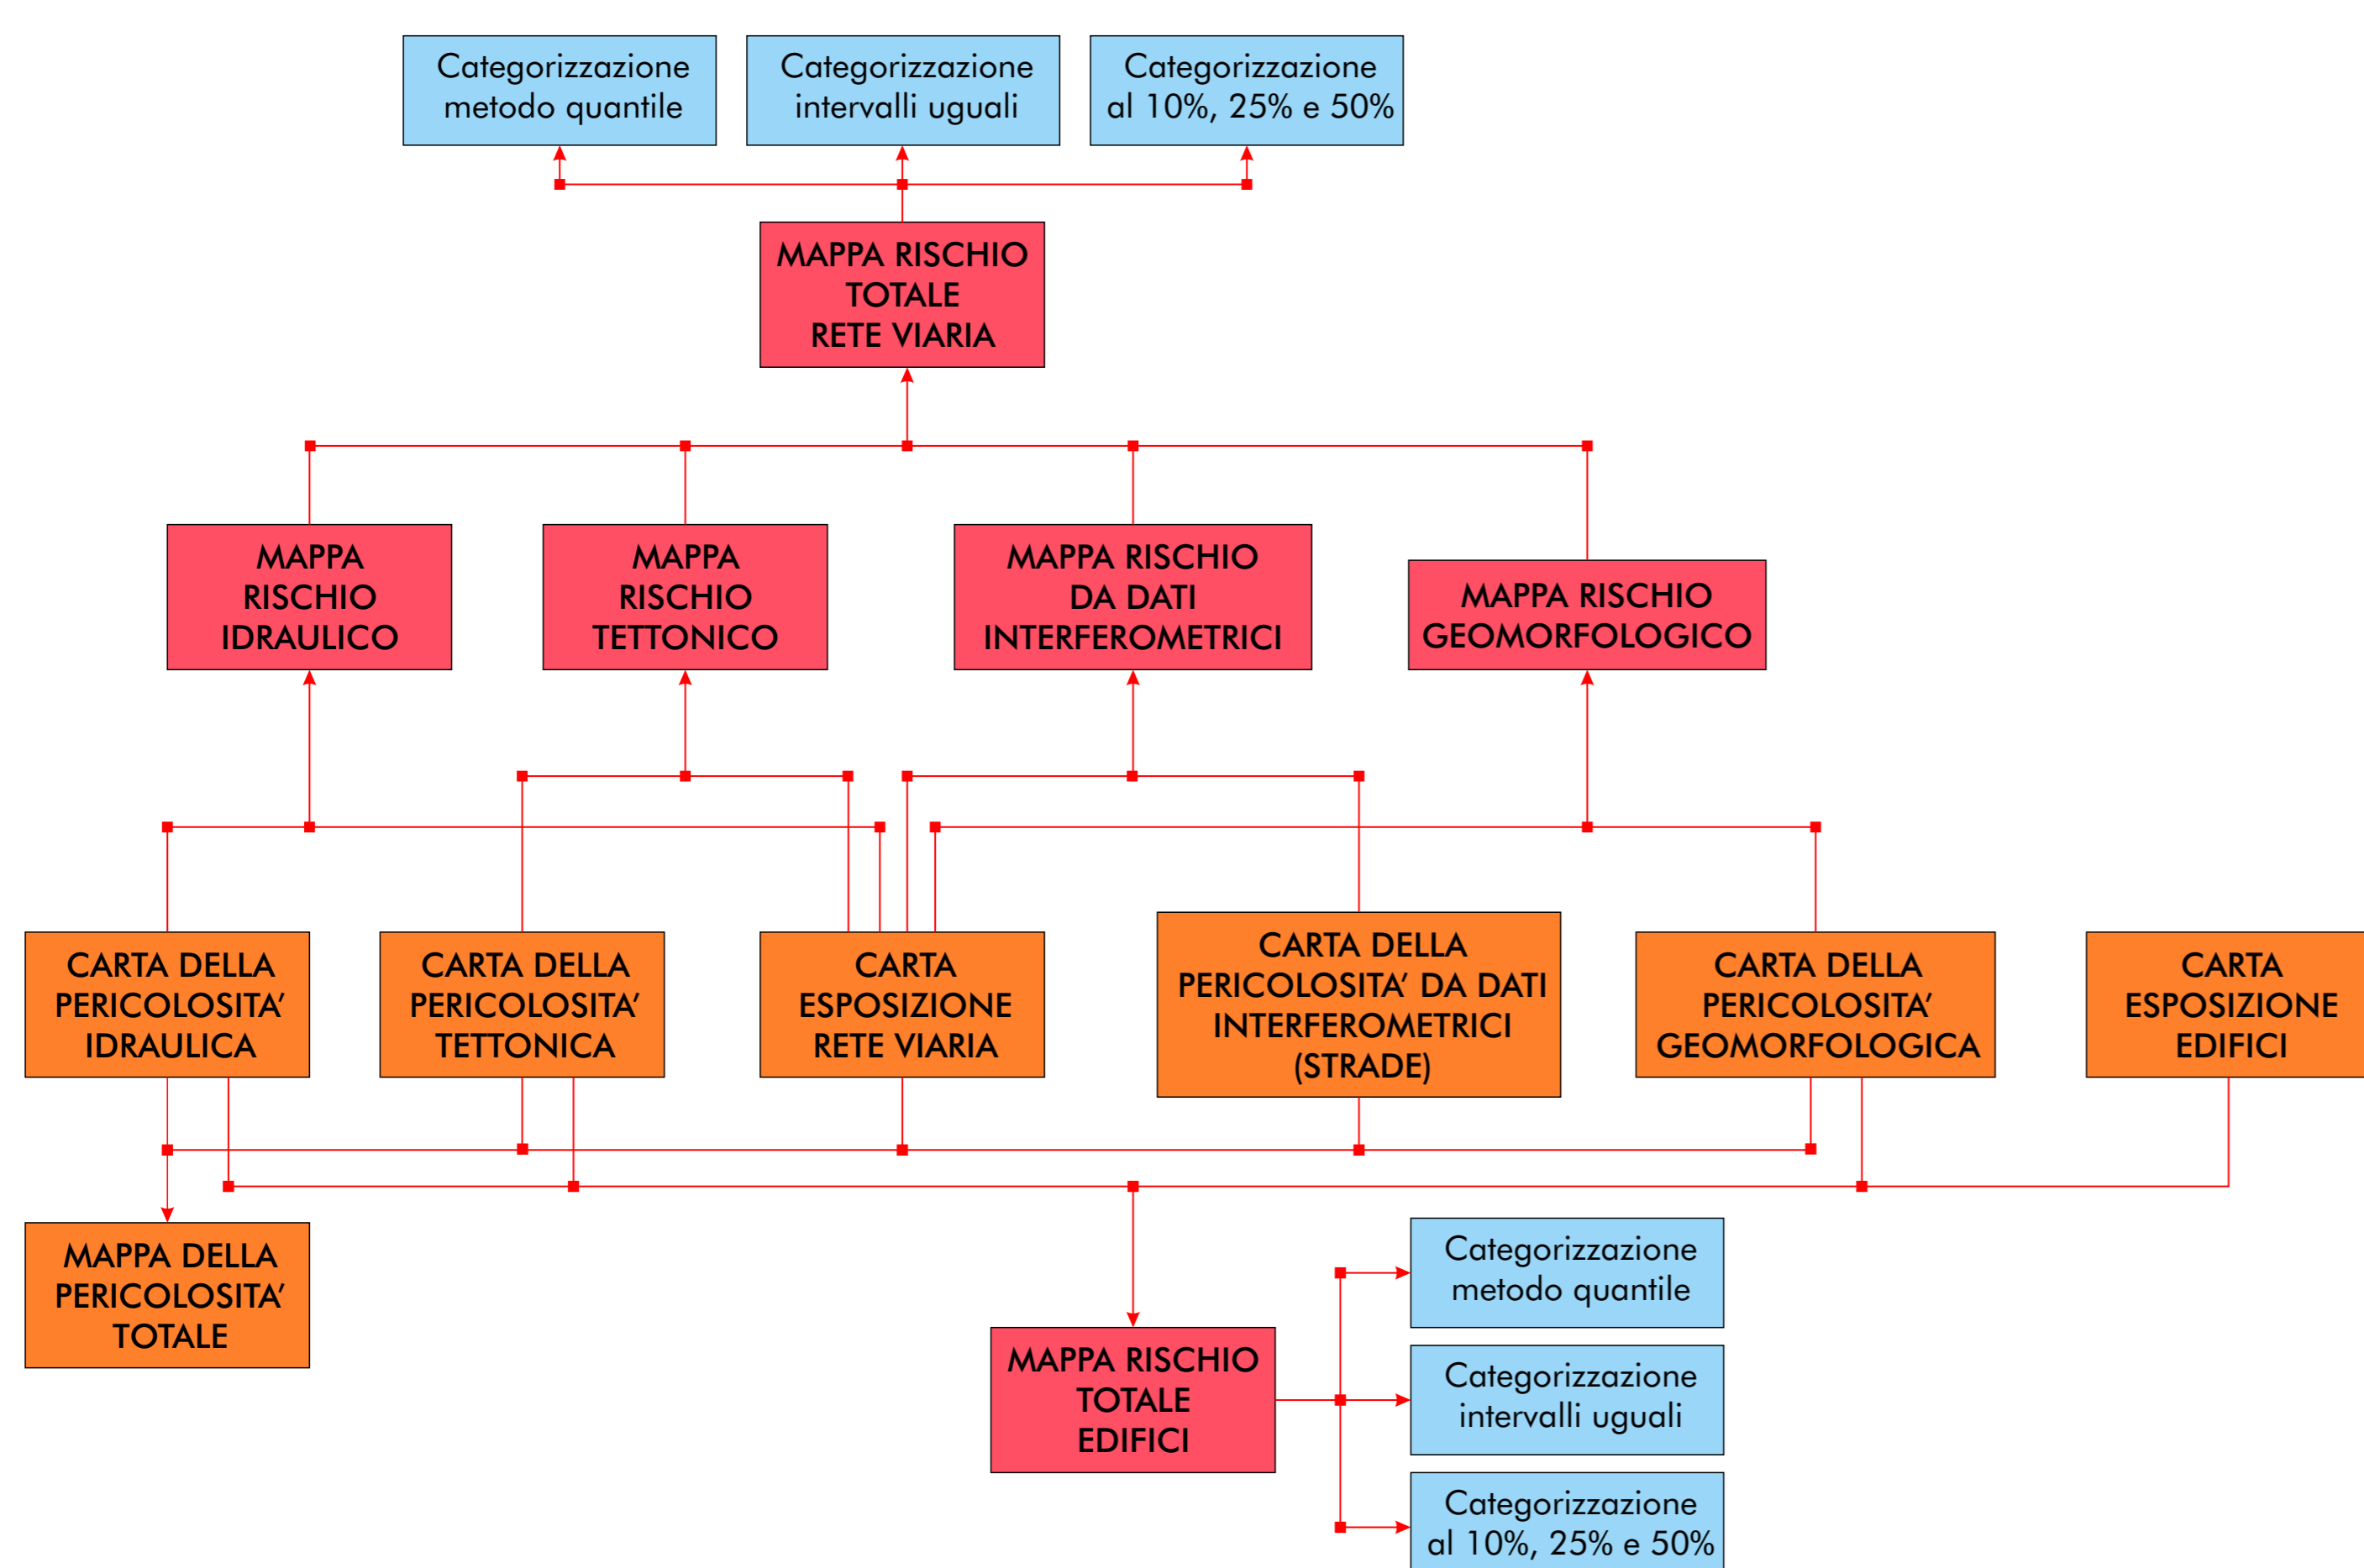 Categorizzazione
metodo quantile
Categorizzazione
intervalli uguali
Categorizzazione
al 10%, 25% e 50%
MAPPA RISCHIO
TOTALE
RETE VIARIA
MAPPA
RISCHIO
IDRAULICO
MAPPA
RISCHIO
TETTONICO
MAPPA RISCHIO
DA DATI
INTERFEROMETRICI
MAPPA RISCHIO
GEOMORFOLOGICO
CARTA DELLA
PERICOLOSITA’
IDRAULICA
CARTA DELLA
PERICOLOSITA’
TETTONICA
CARTA
ESPOSIZIONE
RETE VIARIA
CARTA DELLA
PERICOLOSITA’ DA DATI
INTERFEROMETRICI
(STRADE)
CARTA DELLA
PERICOLOSITA’
GEOMORFOLOGICA
CARTA
ESPOSIZIONE
EDIFICI
MAPPA DELLA
PERICOLOSITA’
TOTALE
MAPPA RISCHIO
TOTALE
EDIFICI
Categorizzazione
metodo quantile
Categorizzazione
intervalli uguali
Categorizzazione
al 10%, 25% e 50%